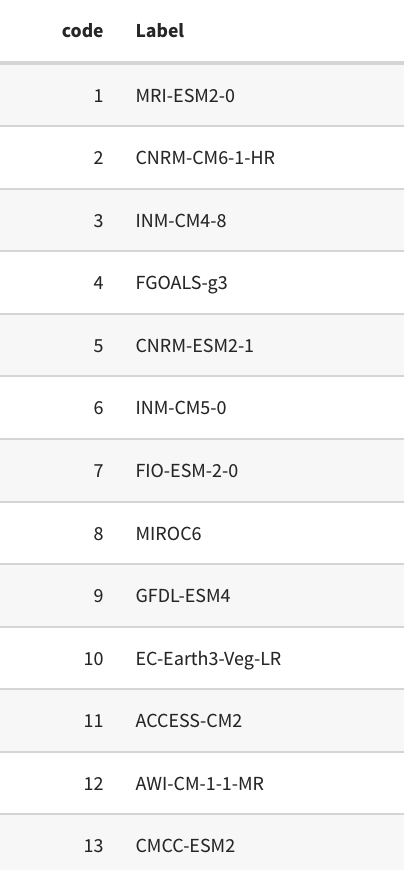 code Label
1 MRI-ESM2-0
2 CNRM-CM6-1-HR
3 INM-CM4-8
4 FGOALS-g3
5 CNRM-ESM2-1
6 INM-CM5-0
7 FIO-ESM-2-0
8 MIROC6
9 GFDL-ESM4
10 EC-Earth3-Veg-LR
11 ACCESS-CM2
12 AWI-CM-1-1-MR
13 CMCC-ESM2